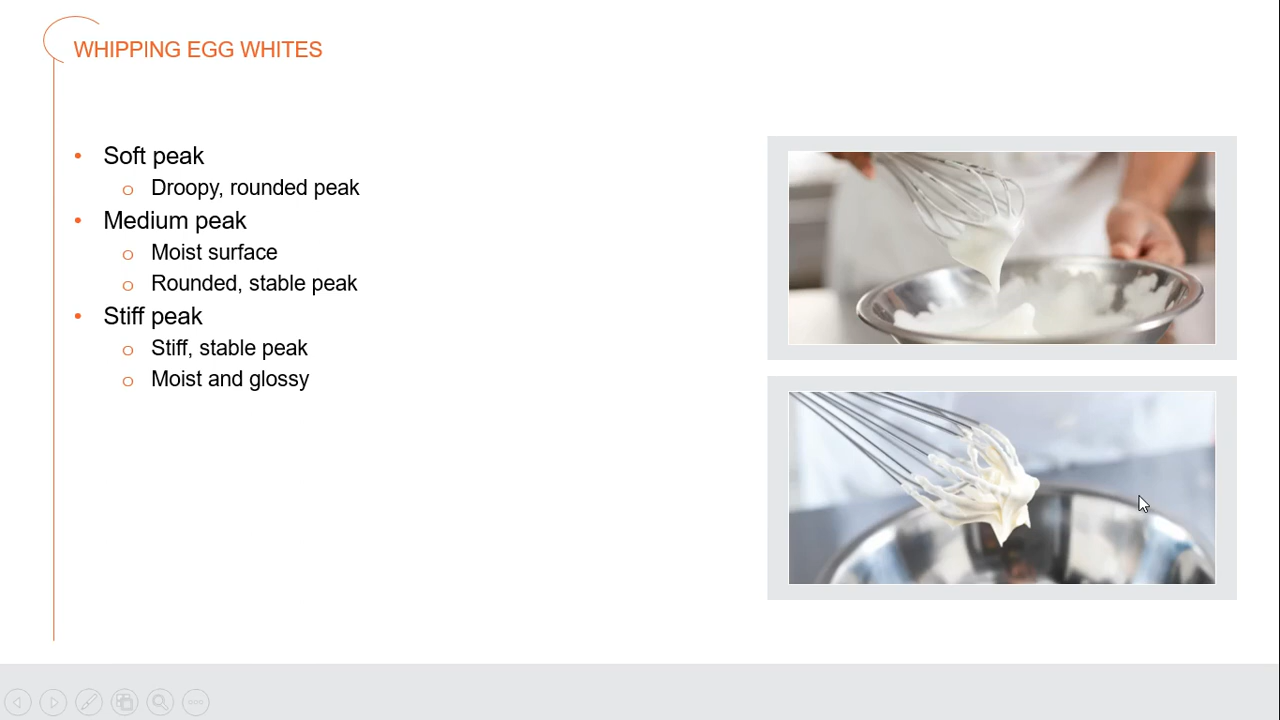 WHIPPING EGG WHITES
• Soft peak
o Droopy, rounded peak
• Medium peak
o Moist surface
o Rounded, stable peak
• Stiff peak
o Stiff, stable peak
o Moist and glossy